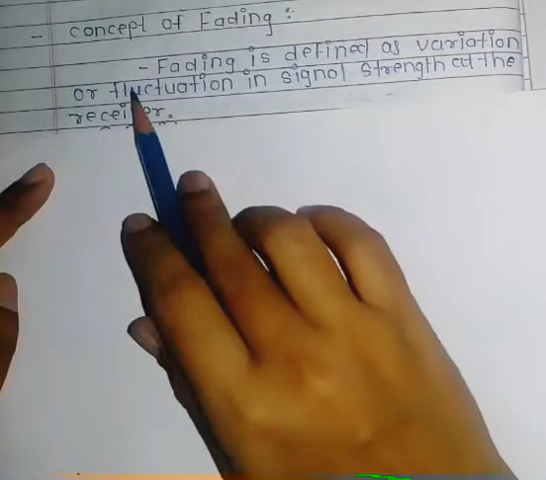 -- concept of Fading :
- Fading is defined as variation
or fluctuation in signal strength at the
receiver.